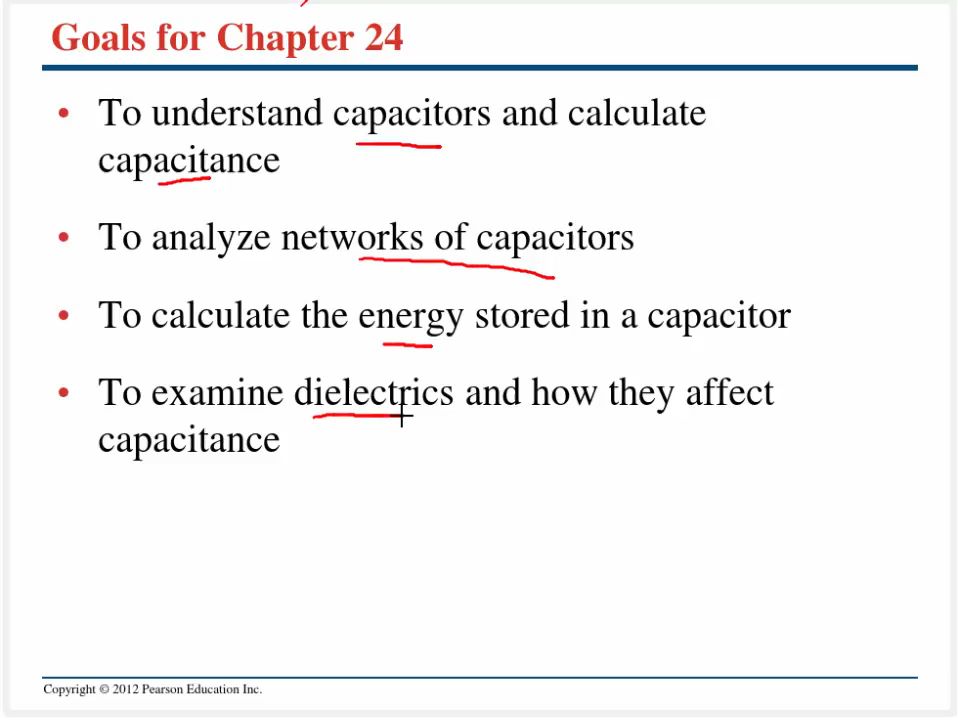 Goals for Chapter 24
• To understand capacitors and calculate
capacitance
• To analyze networks of capacitors
• To calculate the energy stored in a capacitor
• To examine dielectrics and how they affect
capacitance
Copyright © 2012 Pearson Education Inc.